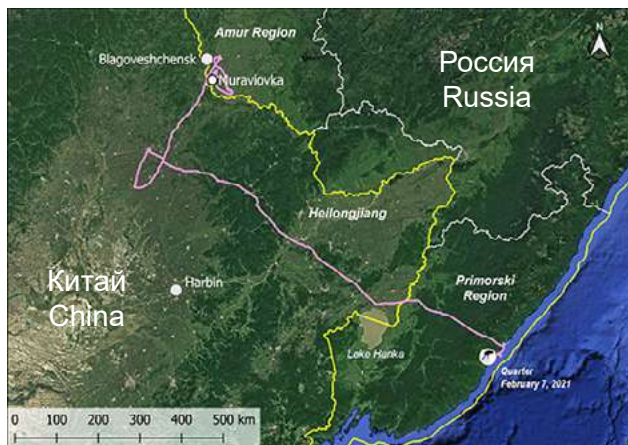 Amur Region
Blagoveshchensk
Muraviovka
Россия
Russia
N
Heilongjiang
Китай
China
Harbin
Primorski
Region
Lake Hanka
Quarter
February 7, 2021
0 100 200 300 400 500 km